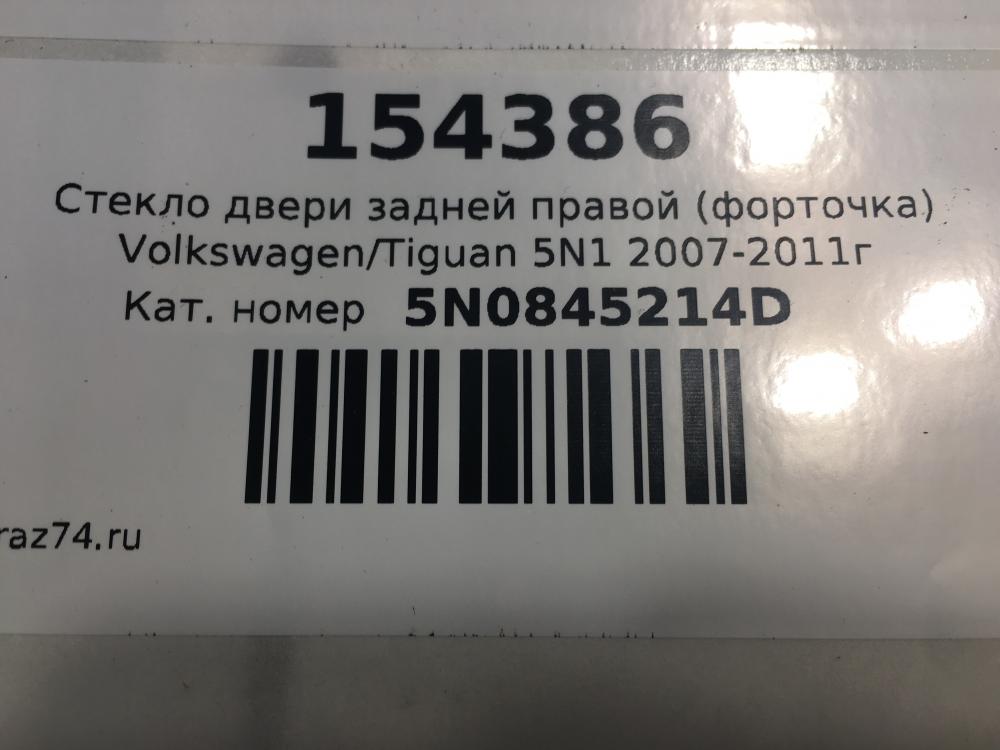 154386
Стекло двери задней правой (форточка)
Volkswagen/Tiguan 5N1 2007-2011г
Кат. номер 5N0845214D
raz74.ru